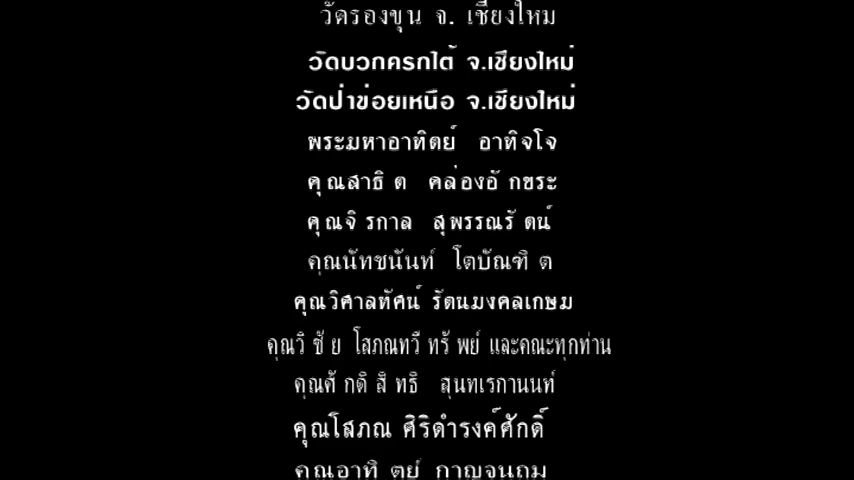 วัดรองขุน จ. เชียงใหม
วัดบวกครกใต้ จ.เชียงใหม่
วัดป่าข่อยเหนือ จ.เชียงใหม่
พระมหาอาทิตย์ อาทิจโจ
คุณสาธิต คล่องอักขระ
คุณจิรกาล สุพรรณรัตน์
คุณนัทชนันท์ โตบัณฑิต
คุณวิศาลทัศน์ รัตนมงคลเกษม
คุณวิชัย โสภณทวีทรัพย์ และคณะทุกท่าน
คุณศักดิสิทธิ สุนทเรกานนท์
คุณโสภณ ศิริดำรงค์ศักดิ์
คุณอาทิตย์ กาญจนถม